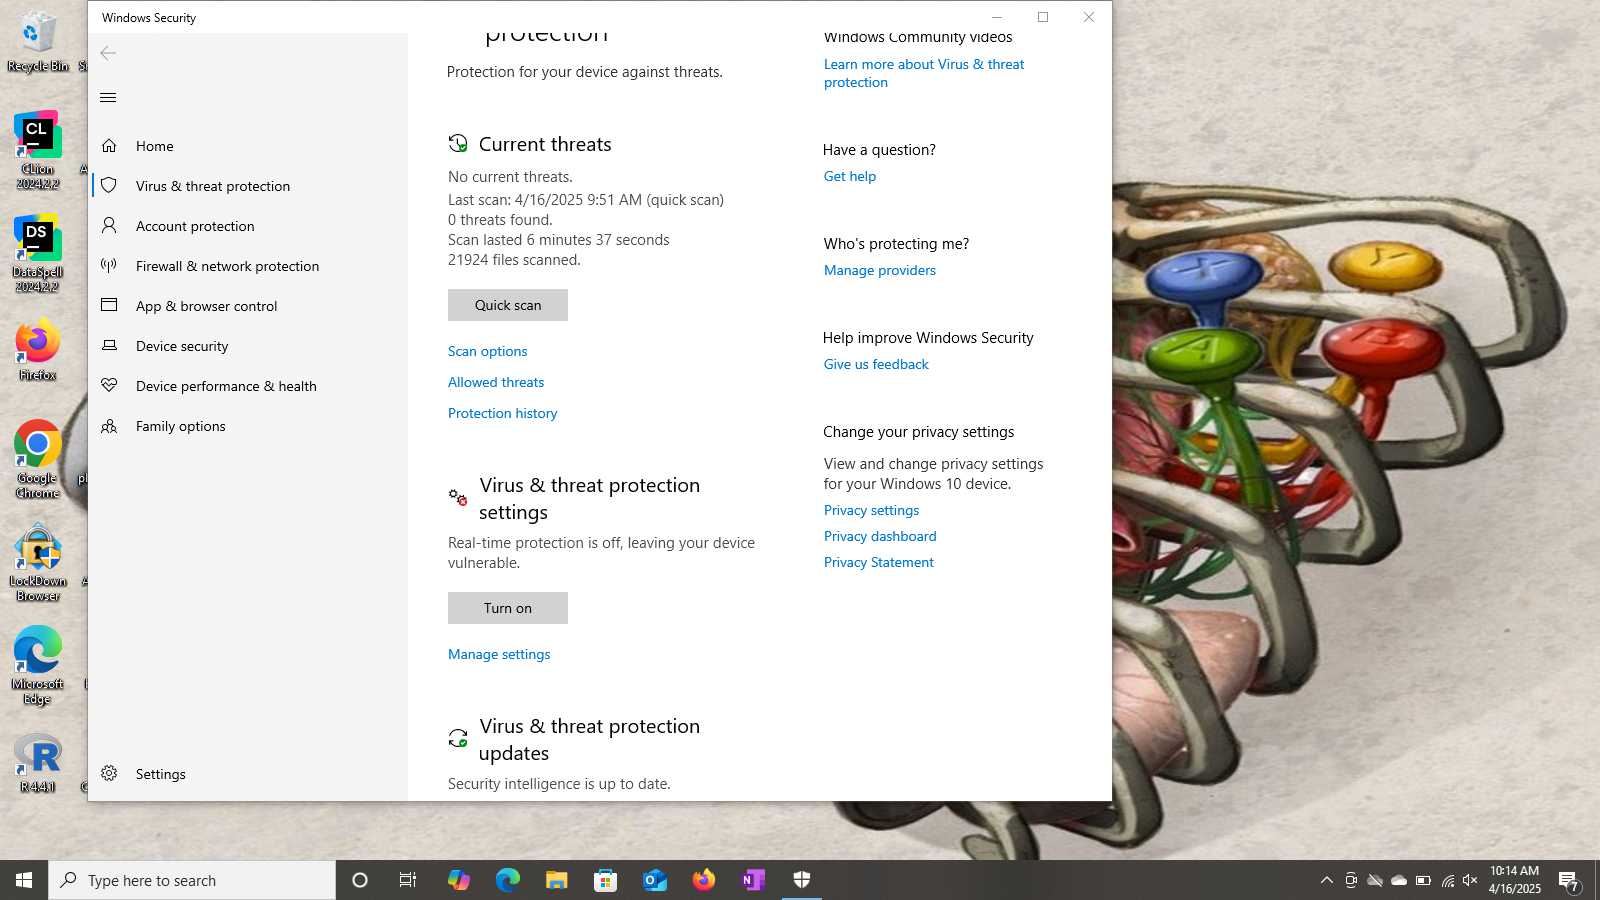 Windows Security
protection
Protection for your device against threats.
Current threats
No current threats.
Last scan: 4/16/2025 9:51 AM (quick scan)
0 threats found.
Scan lasted 6 minutes 37 seconds
21924 files scanned.
Quick scan
Scan options
Allowed threats
Protection history
Virus & threat protection
settings
Real-time protection is off, leaving your device
vulnerable.
Turn on
Manage settings
Virus & threat protection
updates
Security intelligence is up to date.
Windows Community videos
Learn more about Virus & threat
protection
Have a question?
Get help
Who's protecting me?
Manage providers
Help improve Windows Security
Give us feedback
Change your privacy settings
View and change privacy settings
for your Windows 10 device.
Privacy settings
Privacy dashboard
Privacy Statement
Home
Virus & threat protection
Account protection
Firewall & network protection
App & browser control
Device security
Device performance & health
Family options
Settings
Recycle Bin
CL
CLion
2024.2.2
DS
DataSpell
2024.2.2
Firefox
Google
Chrome
LockDown
Browser
Microsoft
Edge
R
R 4.4.1
X
Y
A
B
Type here to search
N
10:14 AM
4/16/2025
7